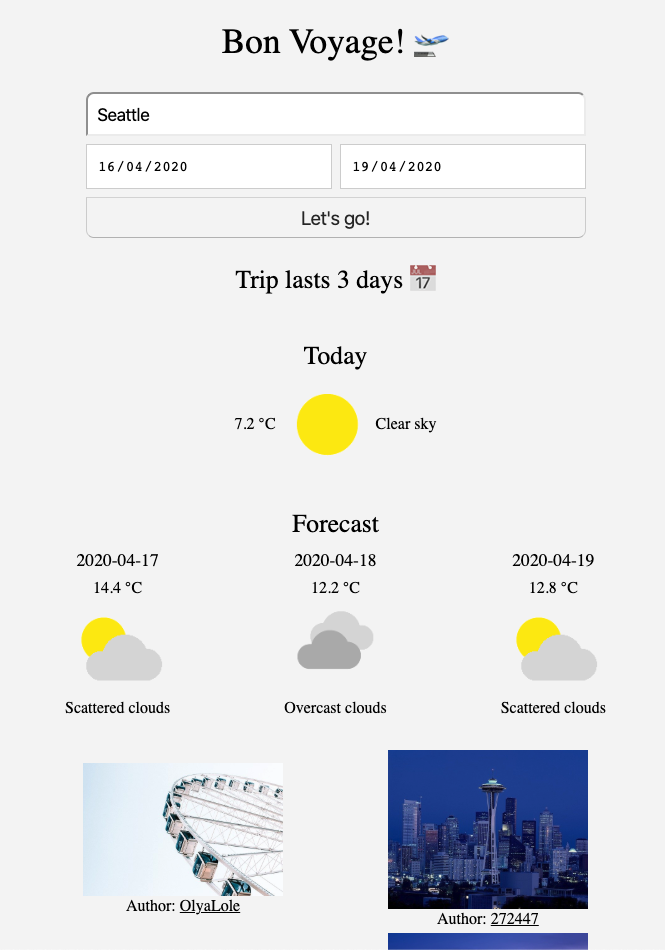 Bon Voyage!
Seattle
16/04/2020 19/04/2020
Let's go!
Trip lasts 3 days
17
Today
7.2 °C Clear sky
Forecast
2020-04-17 2020-04-18 2020-04-19
14.4 °C 12.2 °C 12.8 °C
Scattered clouds Overcast clouds Scattered clouds
Author: OlyaLole
Author: 272447